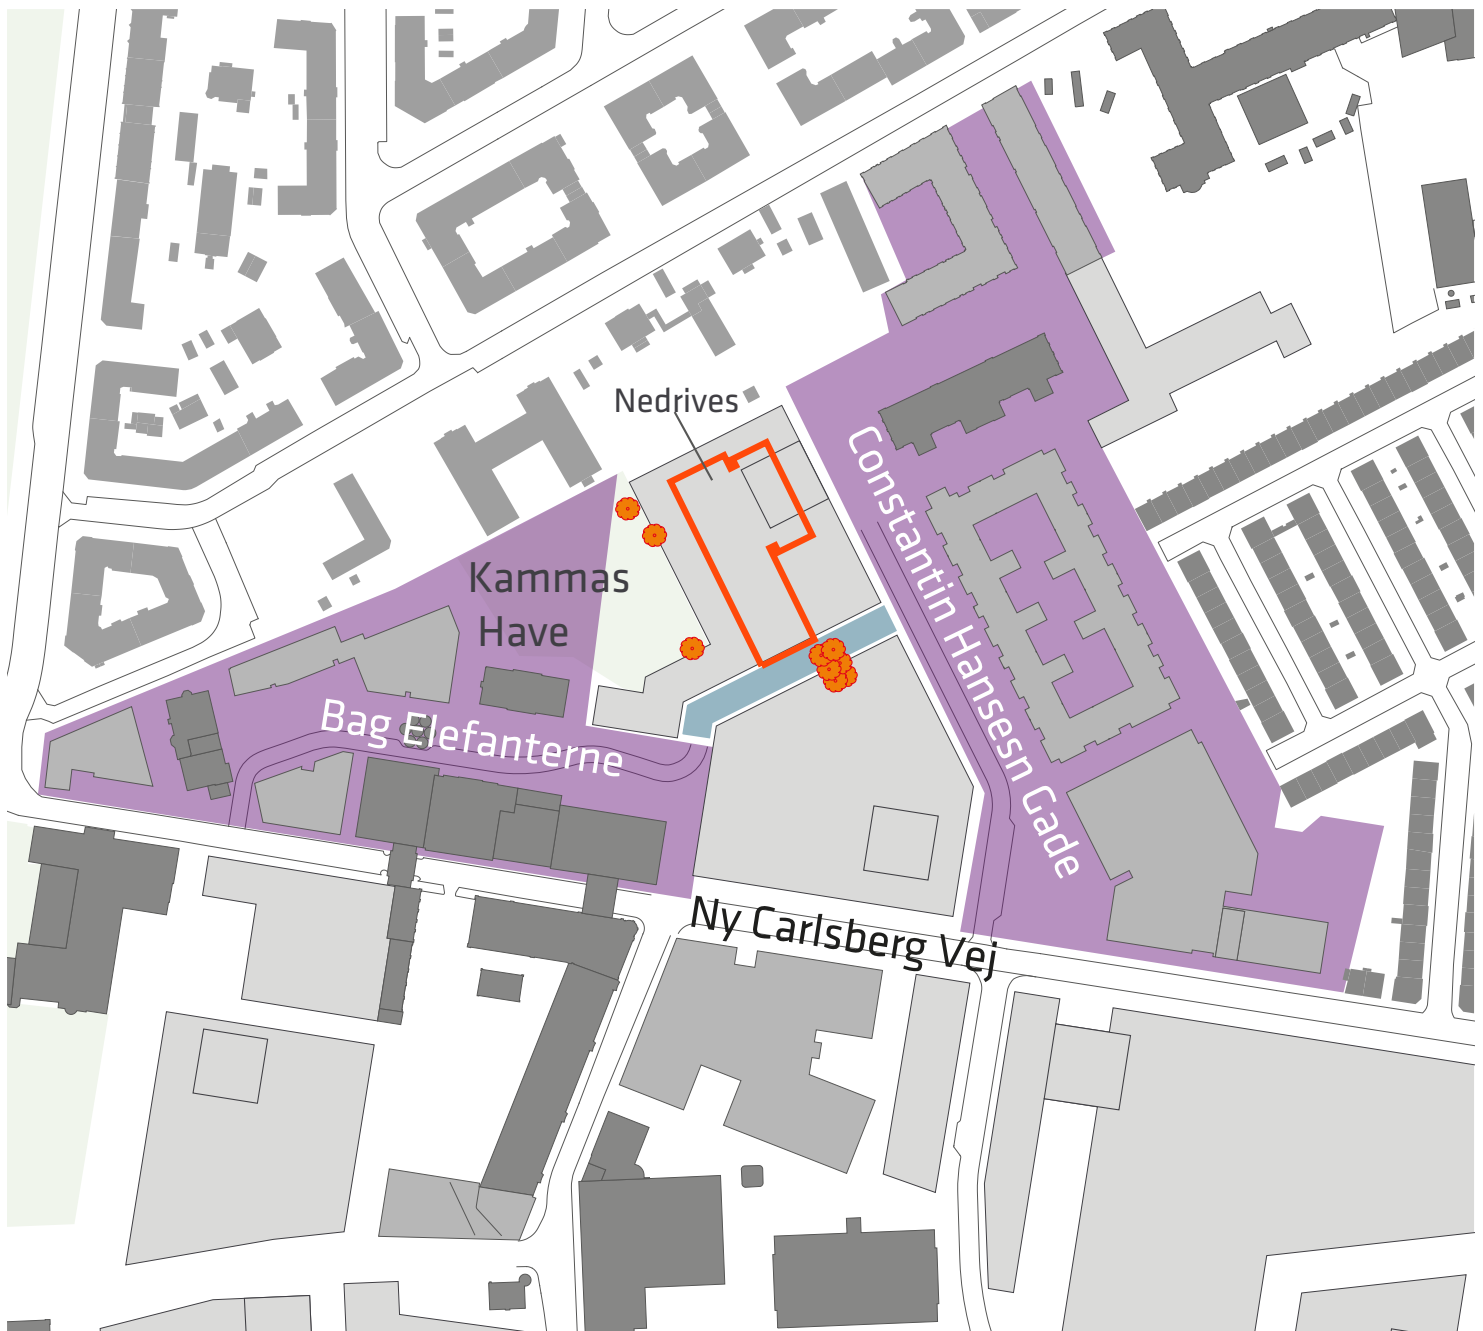 Nedrives
Constantin Hansesn Gade
Kammas
Have
Bag Elefanterne
Ny Carlsberg Vej